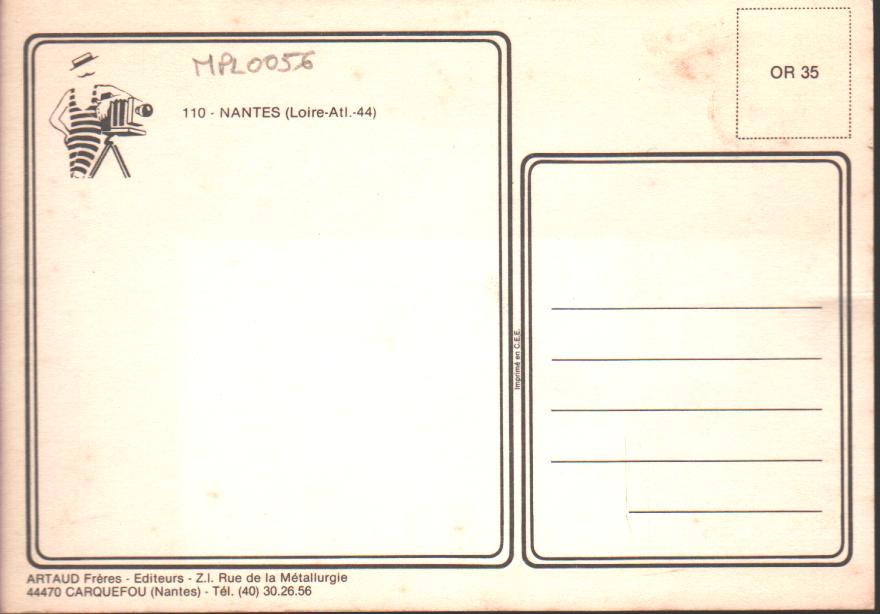 MPL0056
OR 35
110 - NANTES (Loire-Atl.-44)
Imprimé en C.E.E.
ARTAUD Frères - Editeurs - Z.I. Rue de la Métallurgie
44470 CARQUEFOU (Nantes) - Tél. (40) 30.26.56